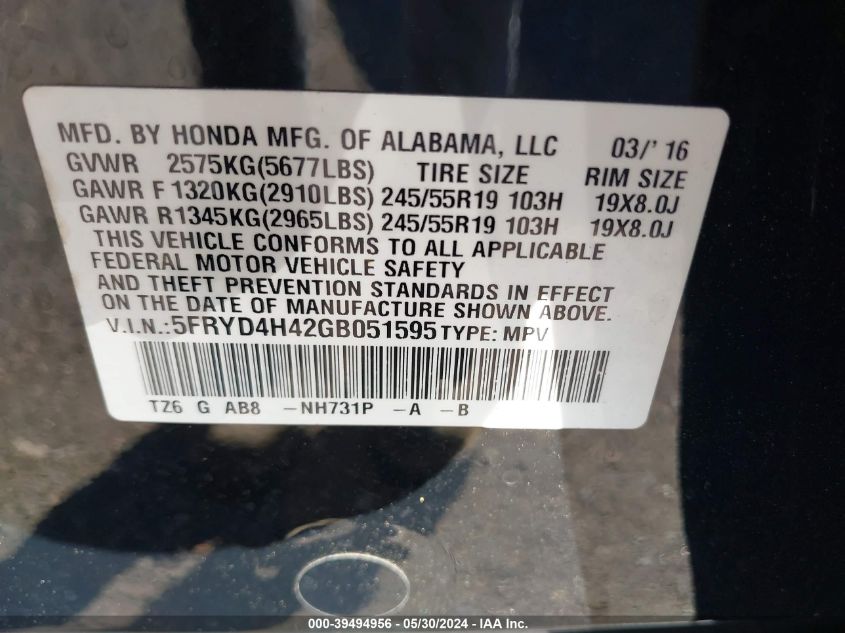 MFD. BY HONDA MFG. OF ALABAMA, LLC 03/' 16
GVWR 2575KG(5677LBS) TIRE SIZE RIM SIZE
GAWR F 1320KG(2910LBS) 245/55R19 103H 19X8.0J
GAWR R1345KG(2965LBS) 245/55R19 103H 19X8.0J
THIS VEHICLE CONFORMS TO ALL APPLICABLE
FEDERAL MOTOR VEHICLE SAFETY
AND THEFT PREVENTION STANDARDS IN EFFECT
ON THE DATE OF MANUFACTURE SHOWN ABOVE.
V.I.N.:5FRYD4H42GB051595 TYPE: MPV
TZ6 G AB8 -NH731P -A -B
000-39494956 - 05/30/2024 - IAA Inc.